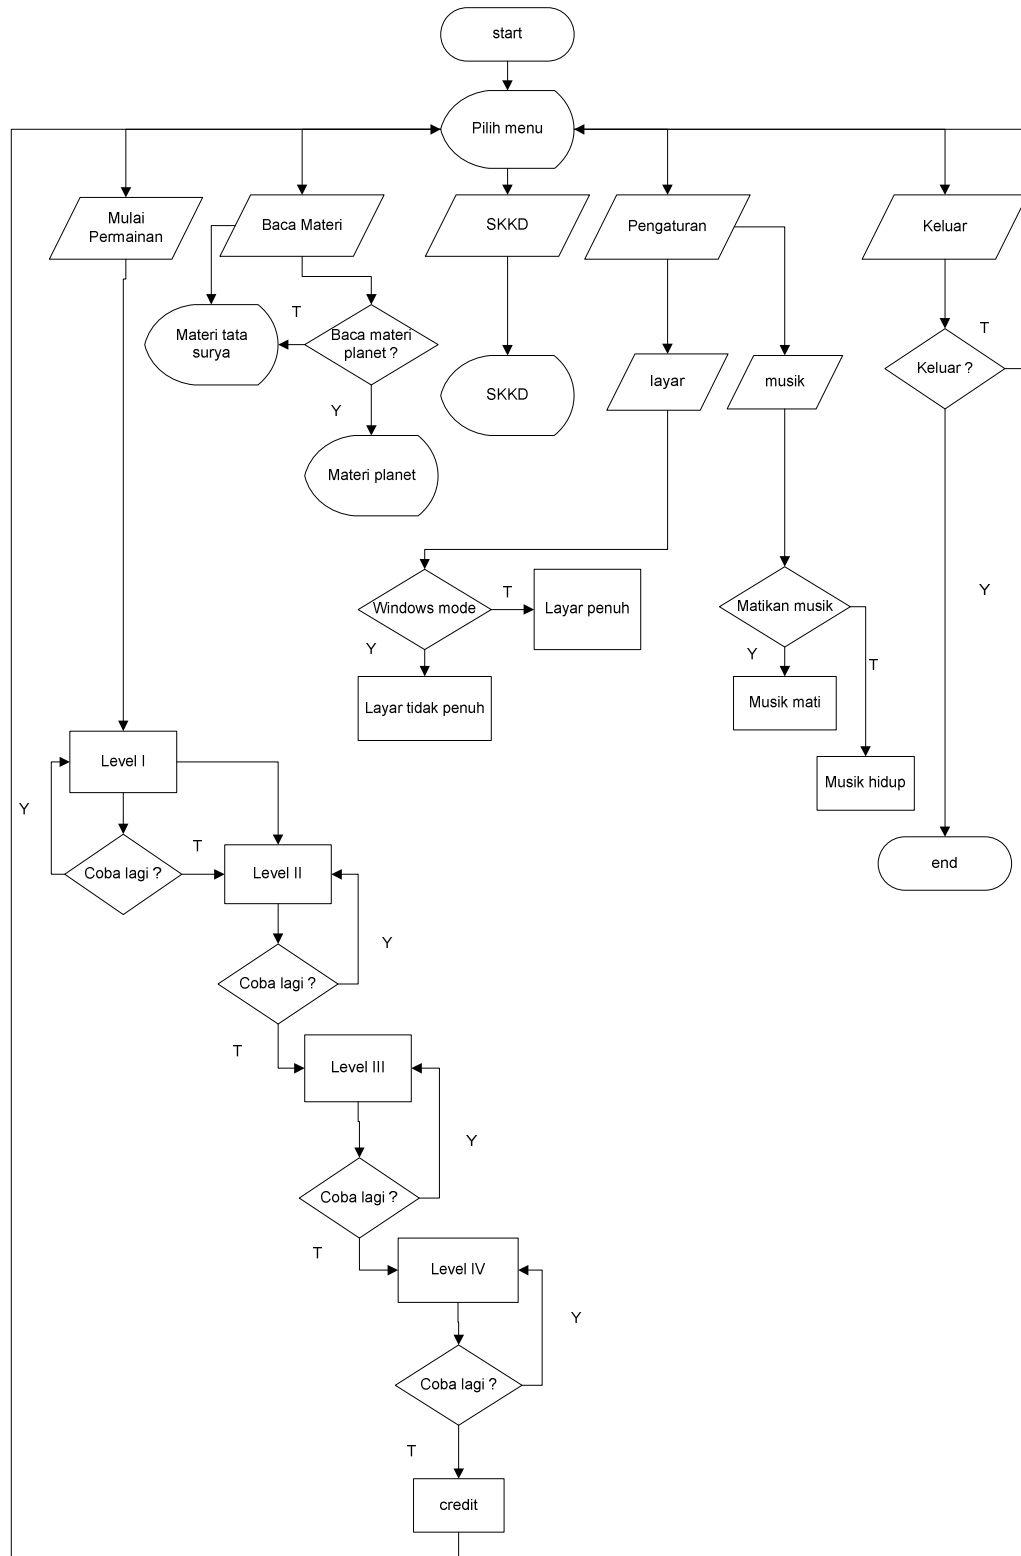 start
Pilih menu
Mulai
Permainan
Baca Materi
SKKD
Pengaturan
Keluar
Materi tata
surya
T
Baca materi
planet ?
Y
Materi planet
SKKD
layar
musik
T
Keluar ?
Y
Windows mode
T
Layar penuh
Y
Layar tidak penuh
Matikan musik
Y
T
Musik mati
Musik hidup
end
Level I
Y
Coba lagi ?
T
Level II
Y
Coba lagi ?
T
Level III
Y
Coba lagi ?
T
Level IV
Y
Coba lagi ?
T
credit